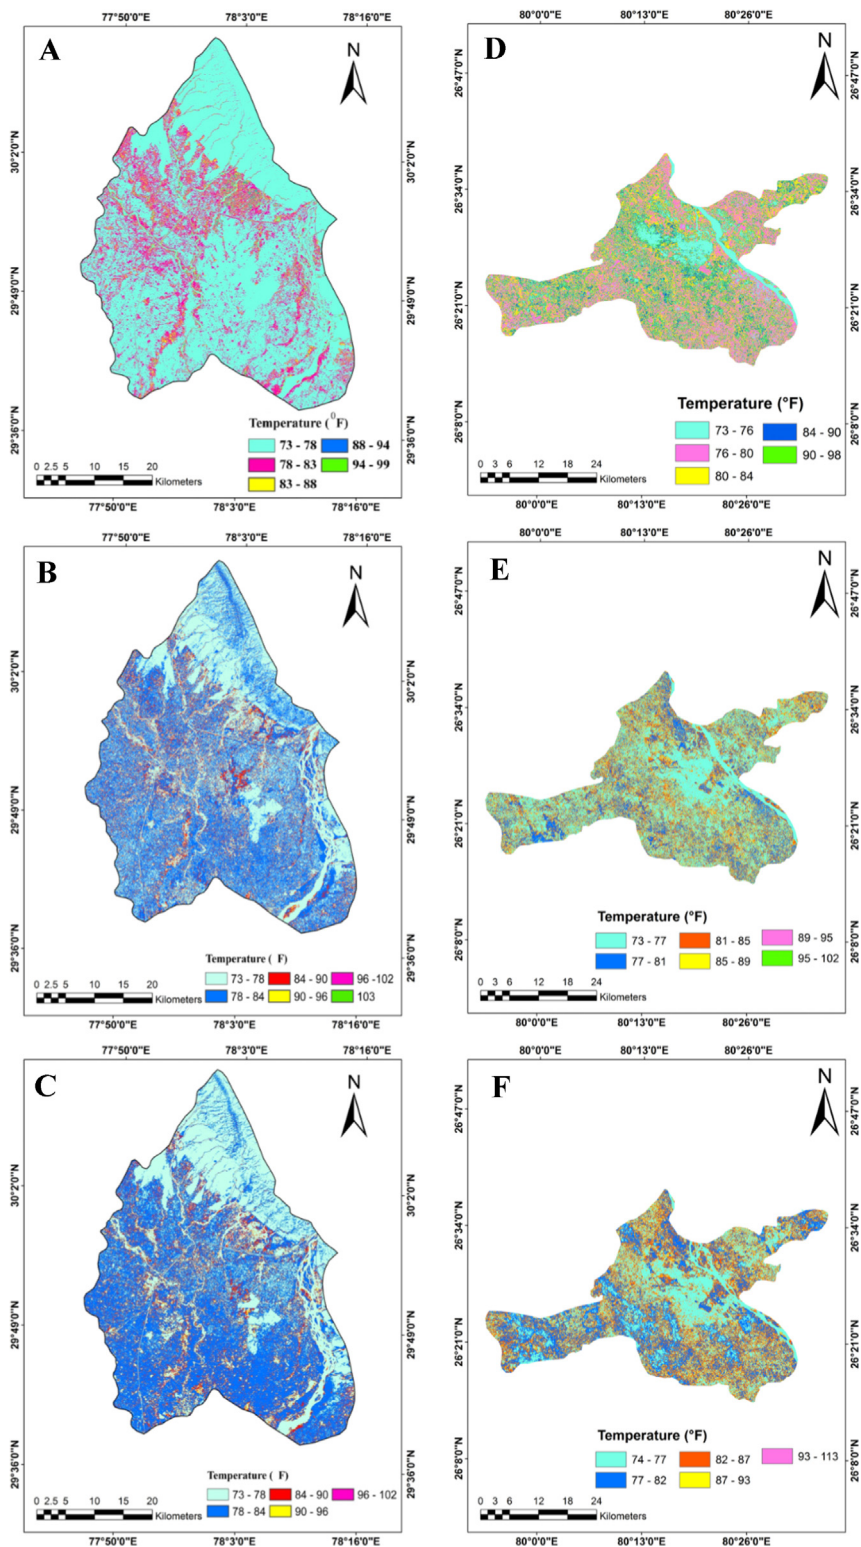 A
77°50'0"E 78°3'0"E 78°16'0"E
N
30°2'0"N 30°2'0"N
29°49'0"N 29°49'0"N
29°36'0"N 29°36'0"N
Temperature (⁰F)
73 - 78 88 - 94
78 - 83 94 - 99
83 - 88
0 2.5 5 10 15 20
Kilometers
77°50'0"E 78°3'0"E 78°16'0"E
D
80°0'0"E 80°13'0"E 80°26'0"E
N
26°47'0"N 26°47'0"N
26°34'0"N 26°34'0"N
26°21'0"N 26°21'0"N
26°8'0"N 26°8'0"N
Temperature (°F)
73 - 76 84 - 90
76 - 80 90 - 98
80 - 84
0 3 6 12 18 24
Kilometers
80°0'0"E 80°13'0"E 80°26'0"E
B
77°50'0"E 78°3'0"E 78°16'0"E
N
30°2'0"N 30°2'0"N
29°49'0"N 29°49'0"N
29°36'0"N 29°36'0"N
Temperature ( F)
73 - 78 84 - 90 96 -102
78 - 84 90 - 96 103
0 2.5 5 10 15 20
Kilometers
77°50'0"E 78°3'0"E 78°16'0"E
E
80°0'0"E 80°13'0"E 80°26'0"E
N
26°47'0"N 26°47'0"N
26°34'0"N 26°34'0"N
26°21'0"N 26°21'0"N
26°8'0"N 26°8'0"N
Temperature (°F)
73 - 77 81 - 85 89 - 95
77 - 81 85 - 89 95 - 102
0 3 6 12 18 24
Kilometers
80°0'0"E 80°13'0"E 80°26'0"E
C
77°50'0"E 78°3'0"E 78°16'0"E
N
30°2'0"N 30°2'0"N
29°49'0"N 29°49'0"N
29°36'0"N 29°36'0"N
Temperature ( F)
73 - 78 84 - 90 96 - 102
78 - 84 90 - 96
0 2.5 5 10 15 20
Kilometers
77°50'0"E 78°3'0"E 78°16'0"E
F
80°0'0"E 80°13'0"E 80°26'0"E
N
26°47'0"N 26°47'0"N
26°34'0"N 26°34'0"N
26°21'0"N 26°21'0"N
26°8'0"N 26°8'0"N
Temperature (°F)
74 - 77 82 - 87 93 - 113
77 - 82 87 - 93
0 3 6 12 18 24
Kilometers
80°0'0"E 80°13'0"E 80°26'0"E